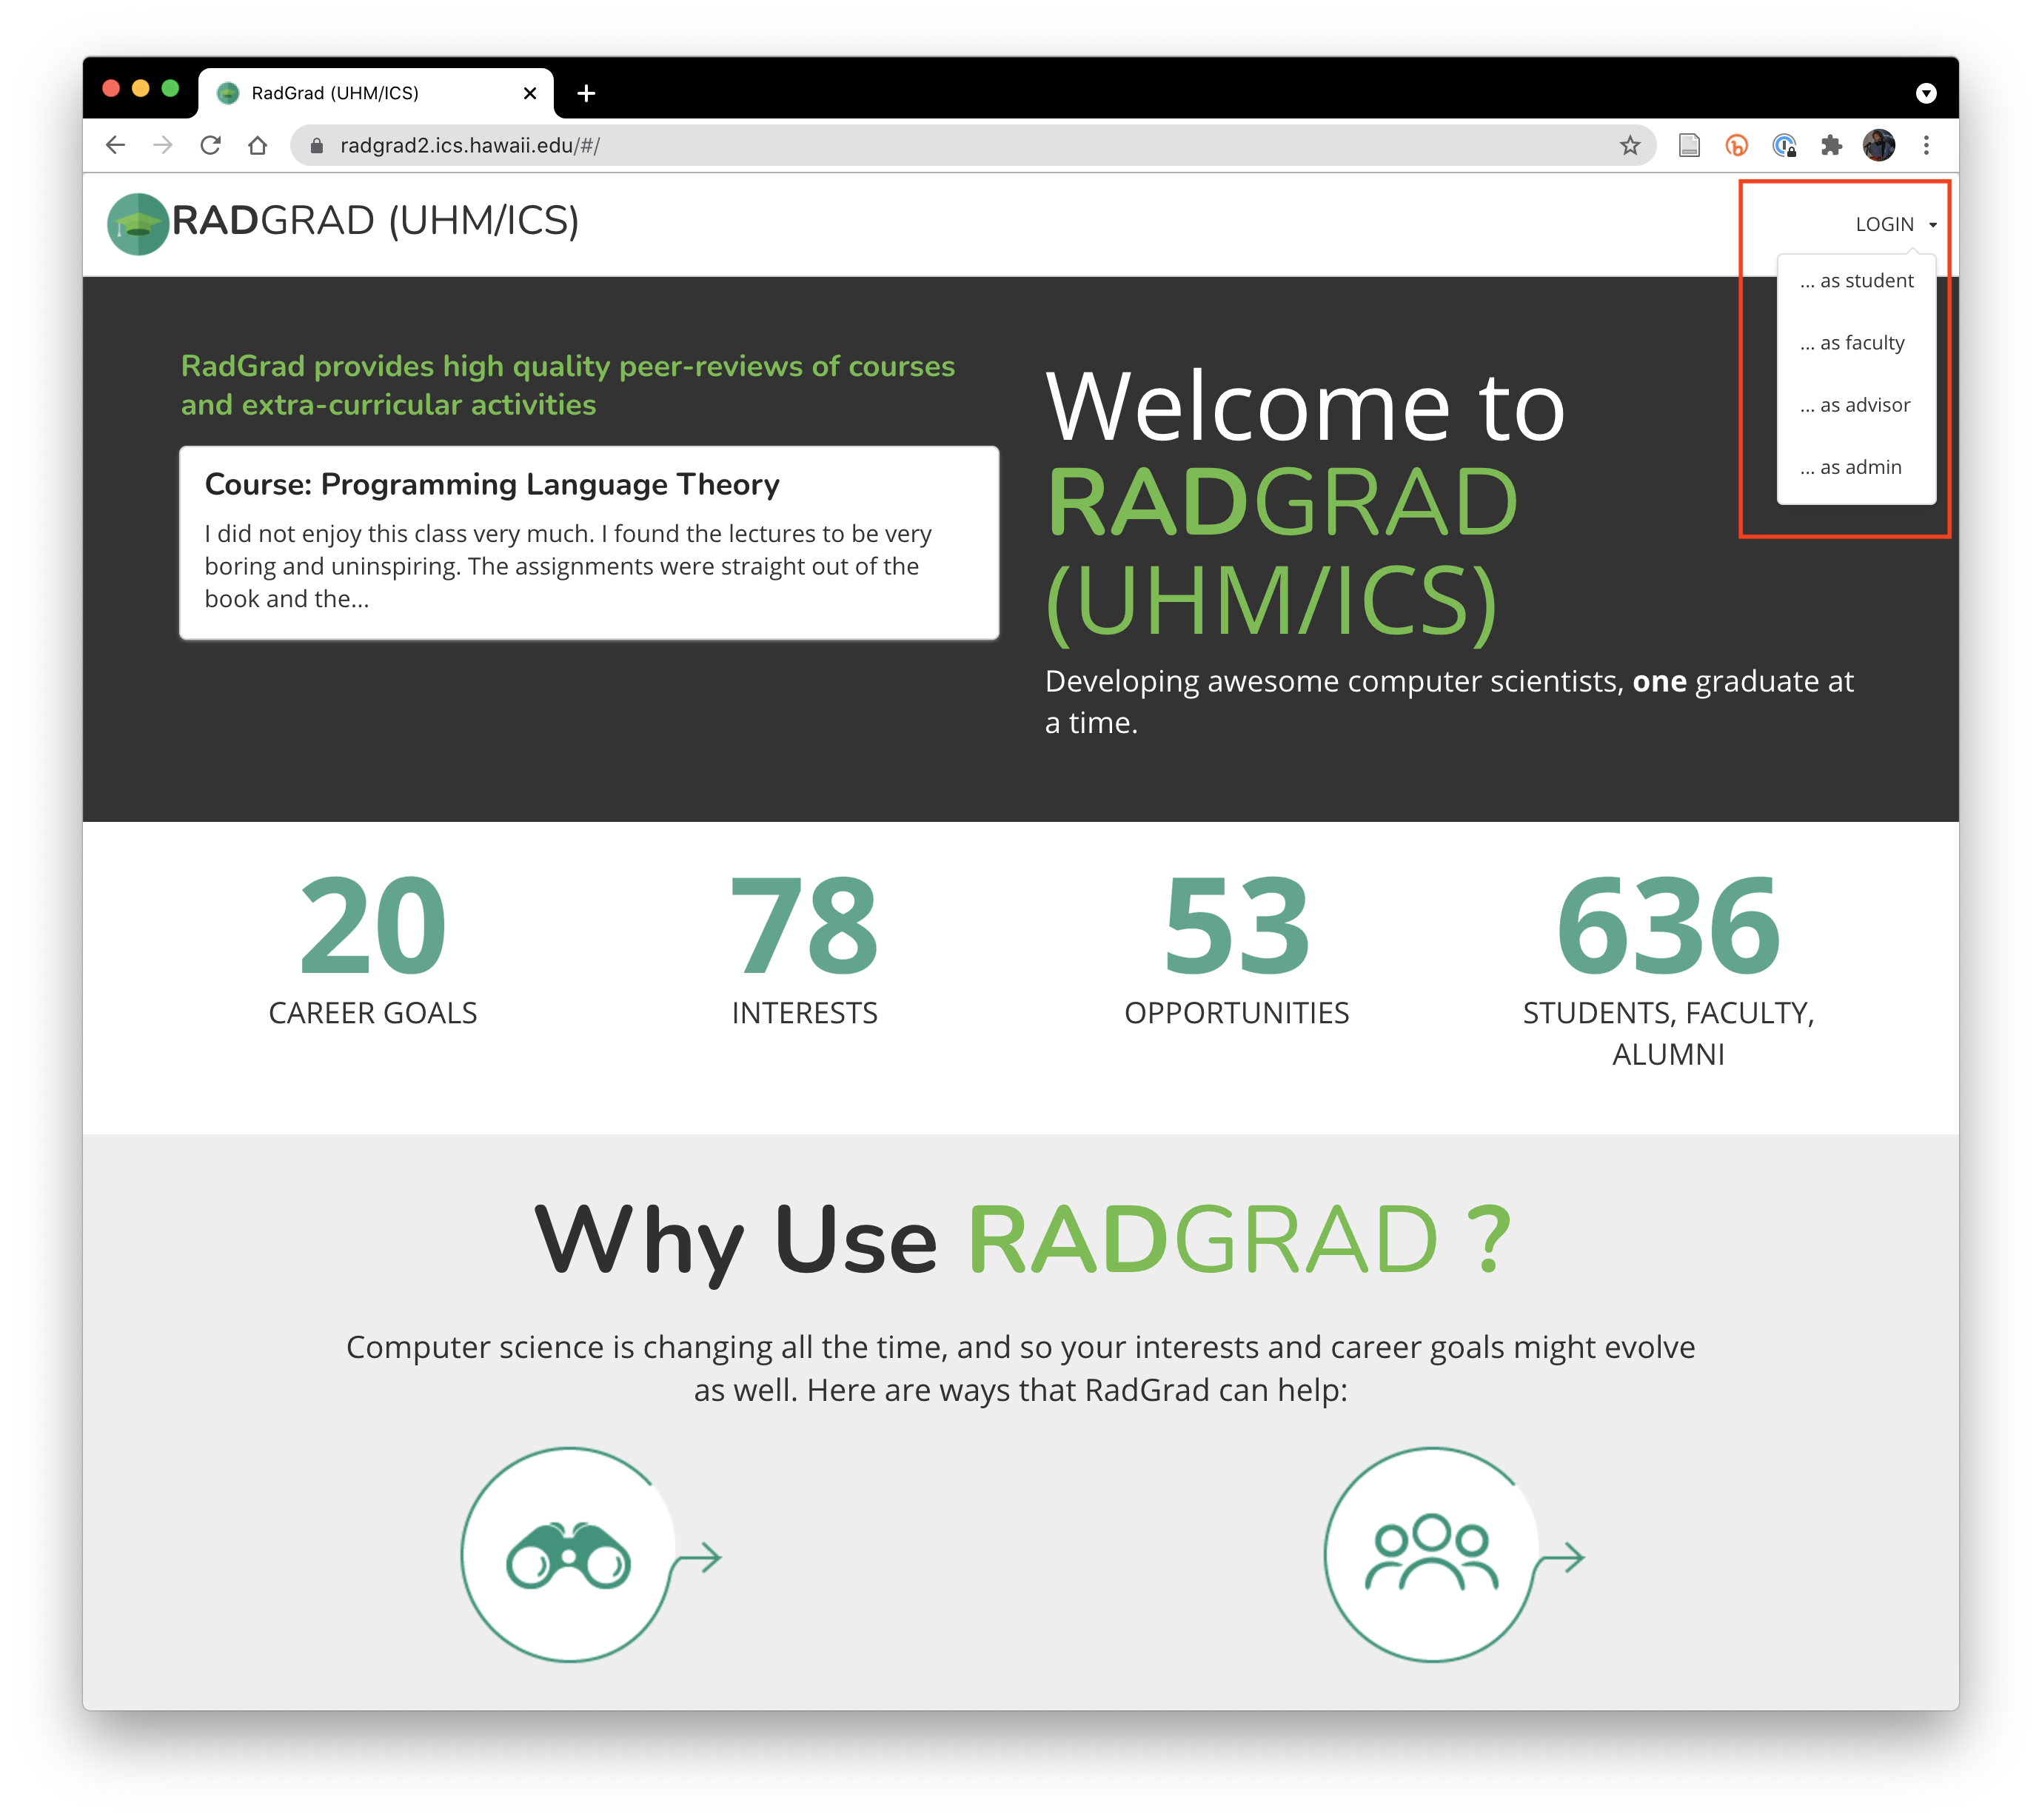 RadGrad (UHM/ICS)
radgrad2.ics.hawaii.edu/#/
RADGRAD (UHM/ICS)
LOGIN
... as student
... as faculty
... as advisor
... as admin
RadGrad provides high quality peer-reviews of courses
and extra-curricular activities
Course: Programming Language Theory
I did not enjoy this class very much. I found the lectures to be very
boring and uninspiring. The assignments were straight out of the
book and the...
Welcome to
RADGRAD
(UHM/ICS)
Developing awesome computer scientists, one graduate at
a time.
20
CAREER GOALS
78
INTERESTS
53
OPPORTUNITIES
636
STUDENTS, FACULTY,
ALUMNI
Why Use RADGRAD ?
Computer science is changing all the time, and so your interests and career goals might evolve
as well. Here are ways that RadGrad can help: